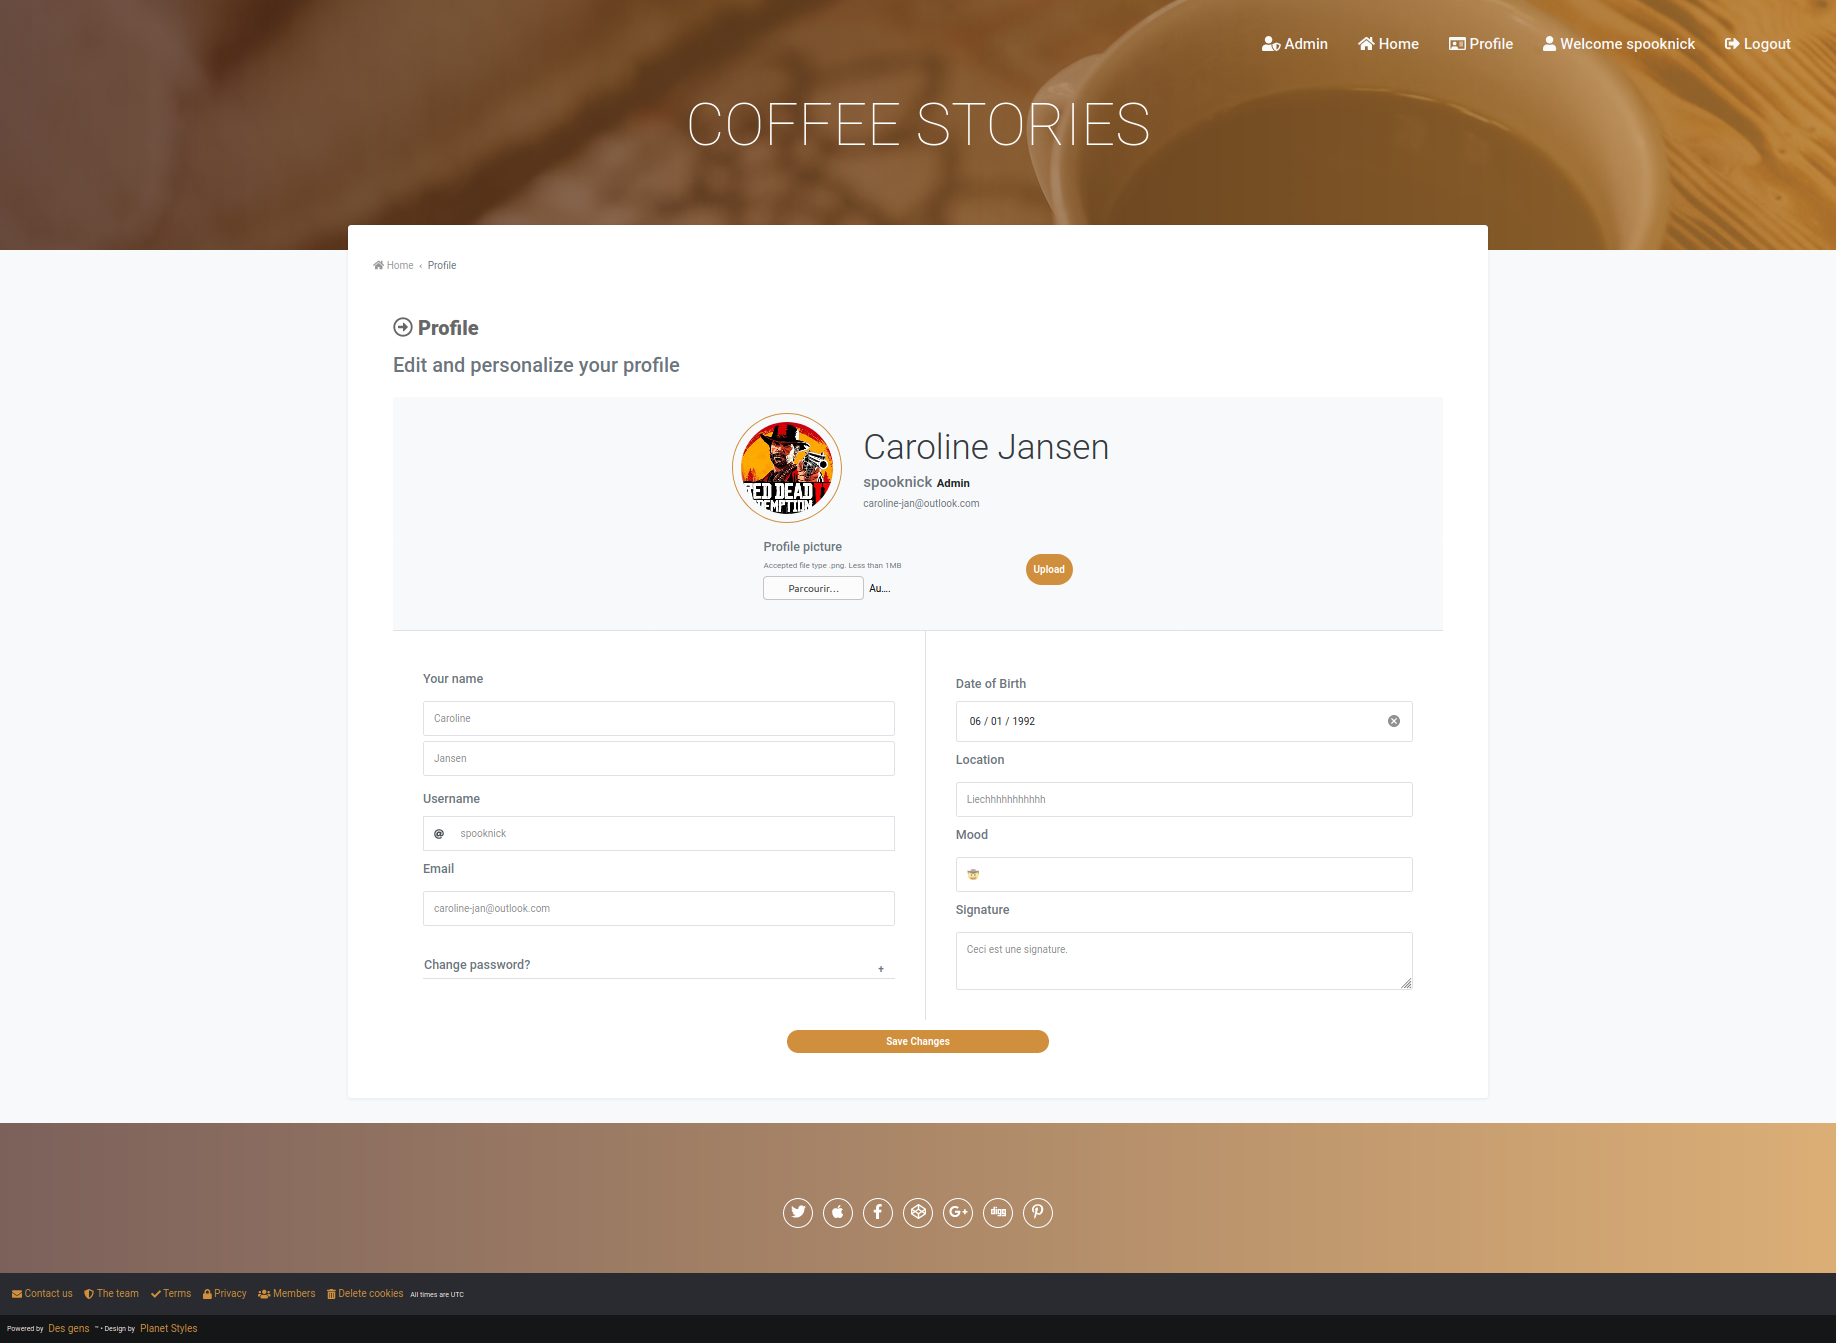 Admin Home Profile Welcome spooknick Logout
COFFEE STORIES
Home ‹ Profile
Profile
Edit and personalize your profile
RED DEAD
REDEMPTION
Caroline Jansen
spooknick Admin
caroline-jan@outlook.com
Profile picture
Accepted file type .png. Less than 1MB
Parcourir... Au....
Upload
Your name
Caroline
Jansen
Username
@ spooknick
Email
caroline-jan@outlook.com
Change password? +
Date of Birth
06 / 01 / 1992
Location
Liechhhhhhhhhh
Mood
Signature
Ceci est une signature.
Save Changes
G+ digg
Contact us The team Terms Privacy Members Delete cookies All times are UTC
Powered by Des gens ™ • Design by Planet Styles